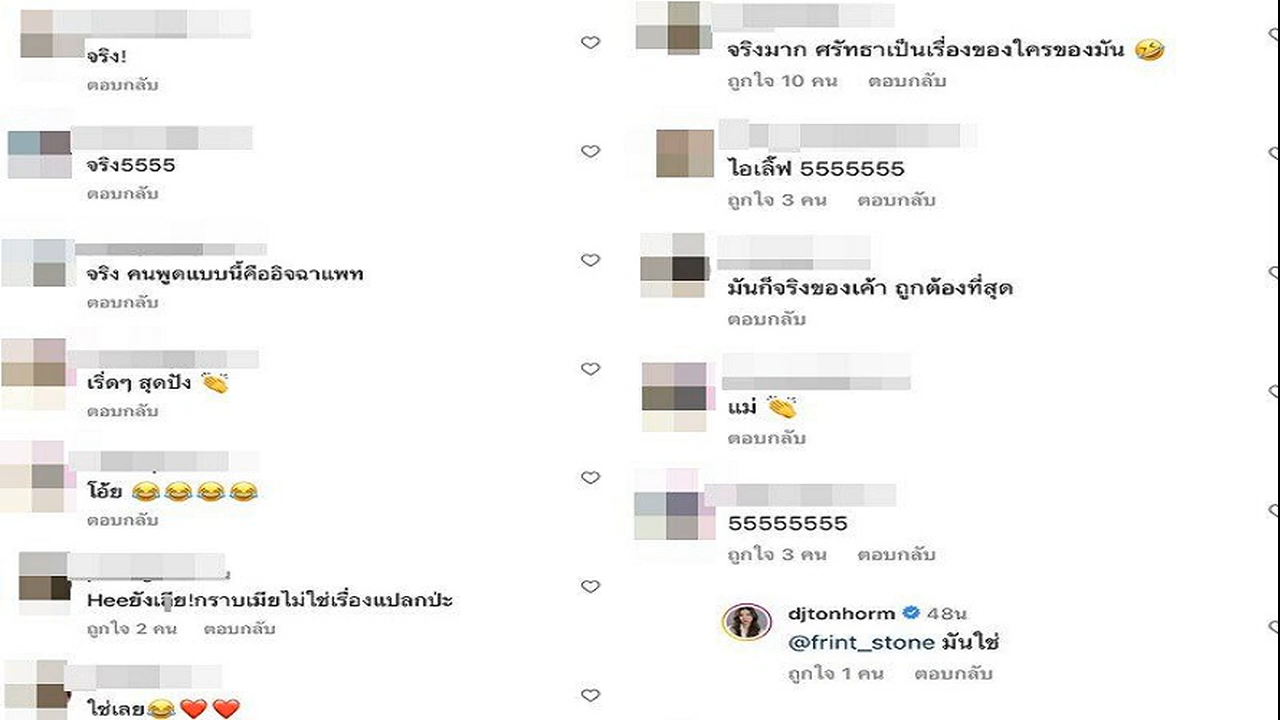 จริง!
ตอบกลับ
จริง5555
ตอบกลับ
จริง คนพูดแบบนี้คืออิจฉาแพท
ตอบกลับ
เริ่ดๆ สุดปัง 👏
ตอบกลับ
โอ้ย 😂😂😂😂
ตอบกลับ
Heeยังเลีย!กราบเมียไม่ใช่เรื่องแปลกป่ะ
ถูกใจ 2 คน ตอบกลับ
ใช่เลย😂❤️❤️
จริงมาก ศรัทธาเป็นเรื่องของใครของมัน 🤣
ถูกใจ 10 คน ตอบกลับ
ไอเลิ๊ฟ 5555555
ถูกใจ 3 คน ตอบกลับ
มันก็จริงของเค้า ถูกต้องที่สุด
ตอบกลับ
แม่ 👏
ตอบกลับ
55555555
ถูกใจ 3 คน ตอบกลับ
djtonhorm 48น
@frint_stone มันใช่
ถูกใจ 1 คน ตอบกลับ